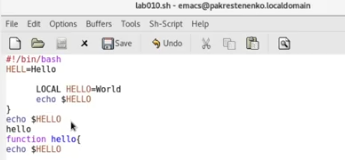 lab010.sh - emacs@pakrestenenko.localdomain
File Edit Options Buffers Tools Sh-Script Help
Save Undo
#!/bin/bash
HELL=Hello
LOCAL HELLO=World
echo $HELLO
}
echo $HELLO
hello
function hello{
echo $HELLO